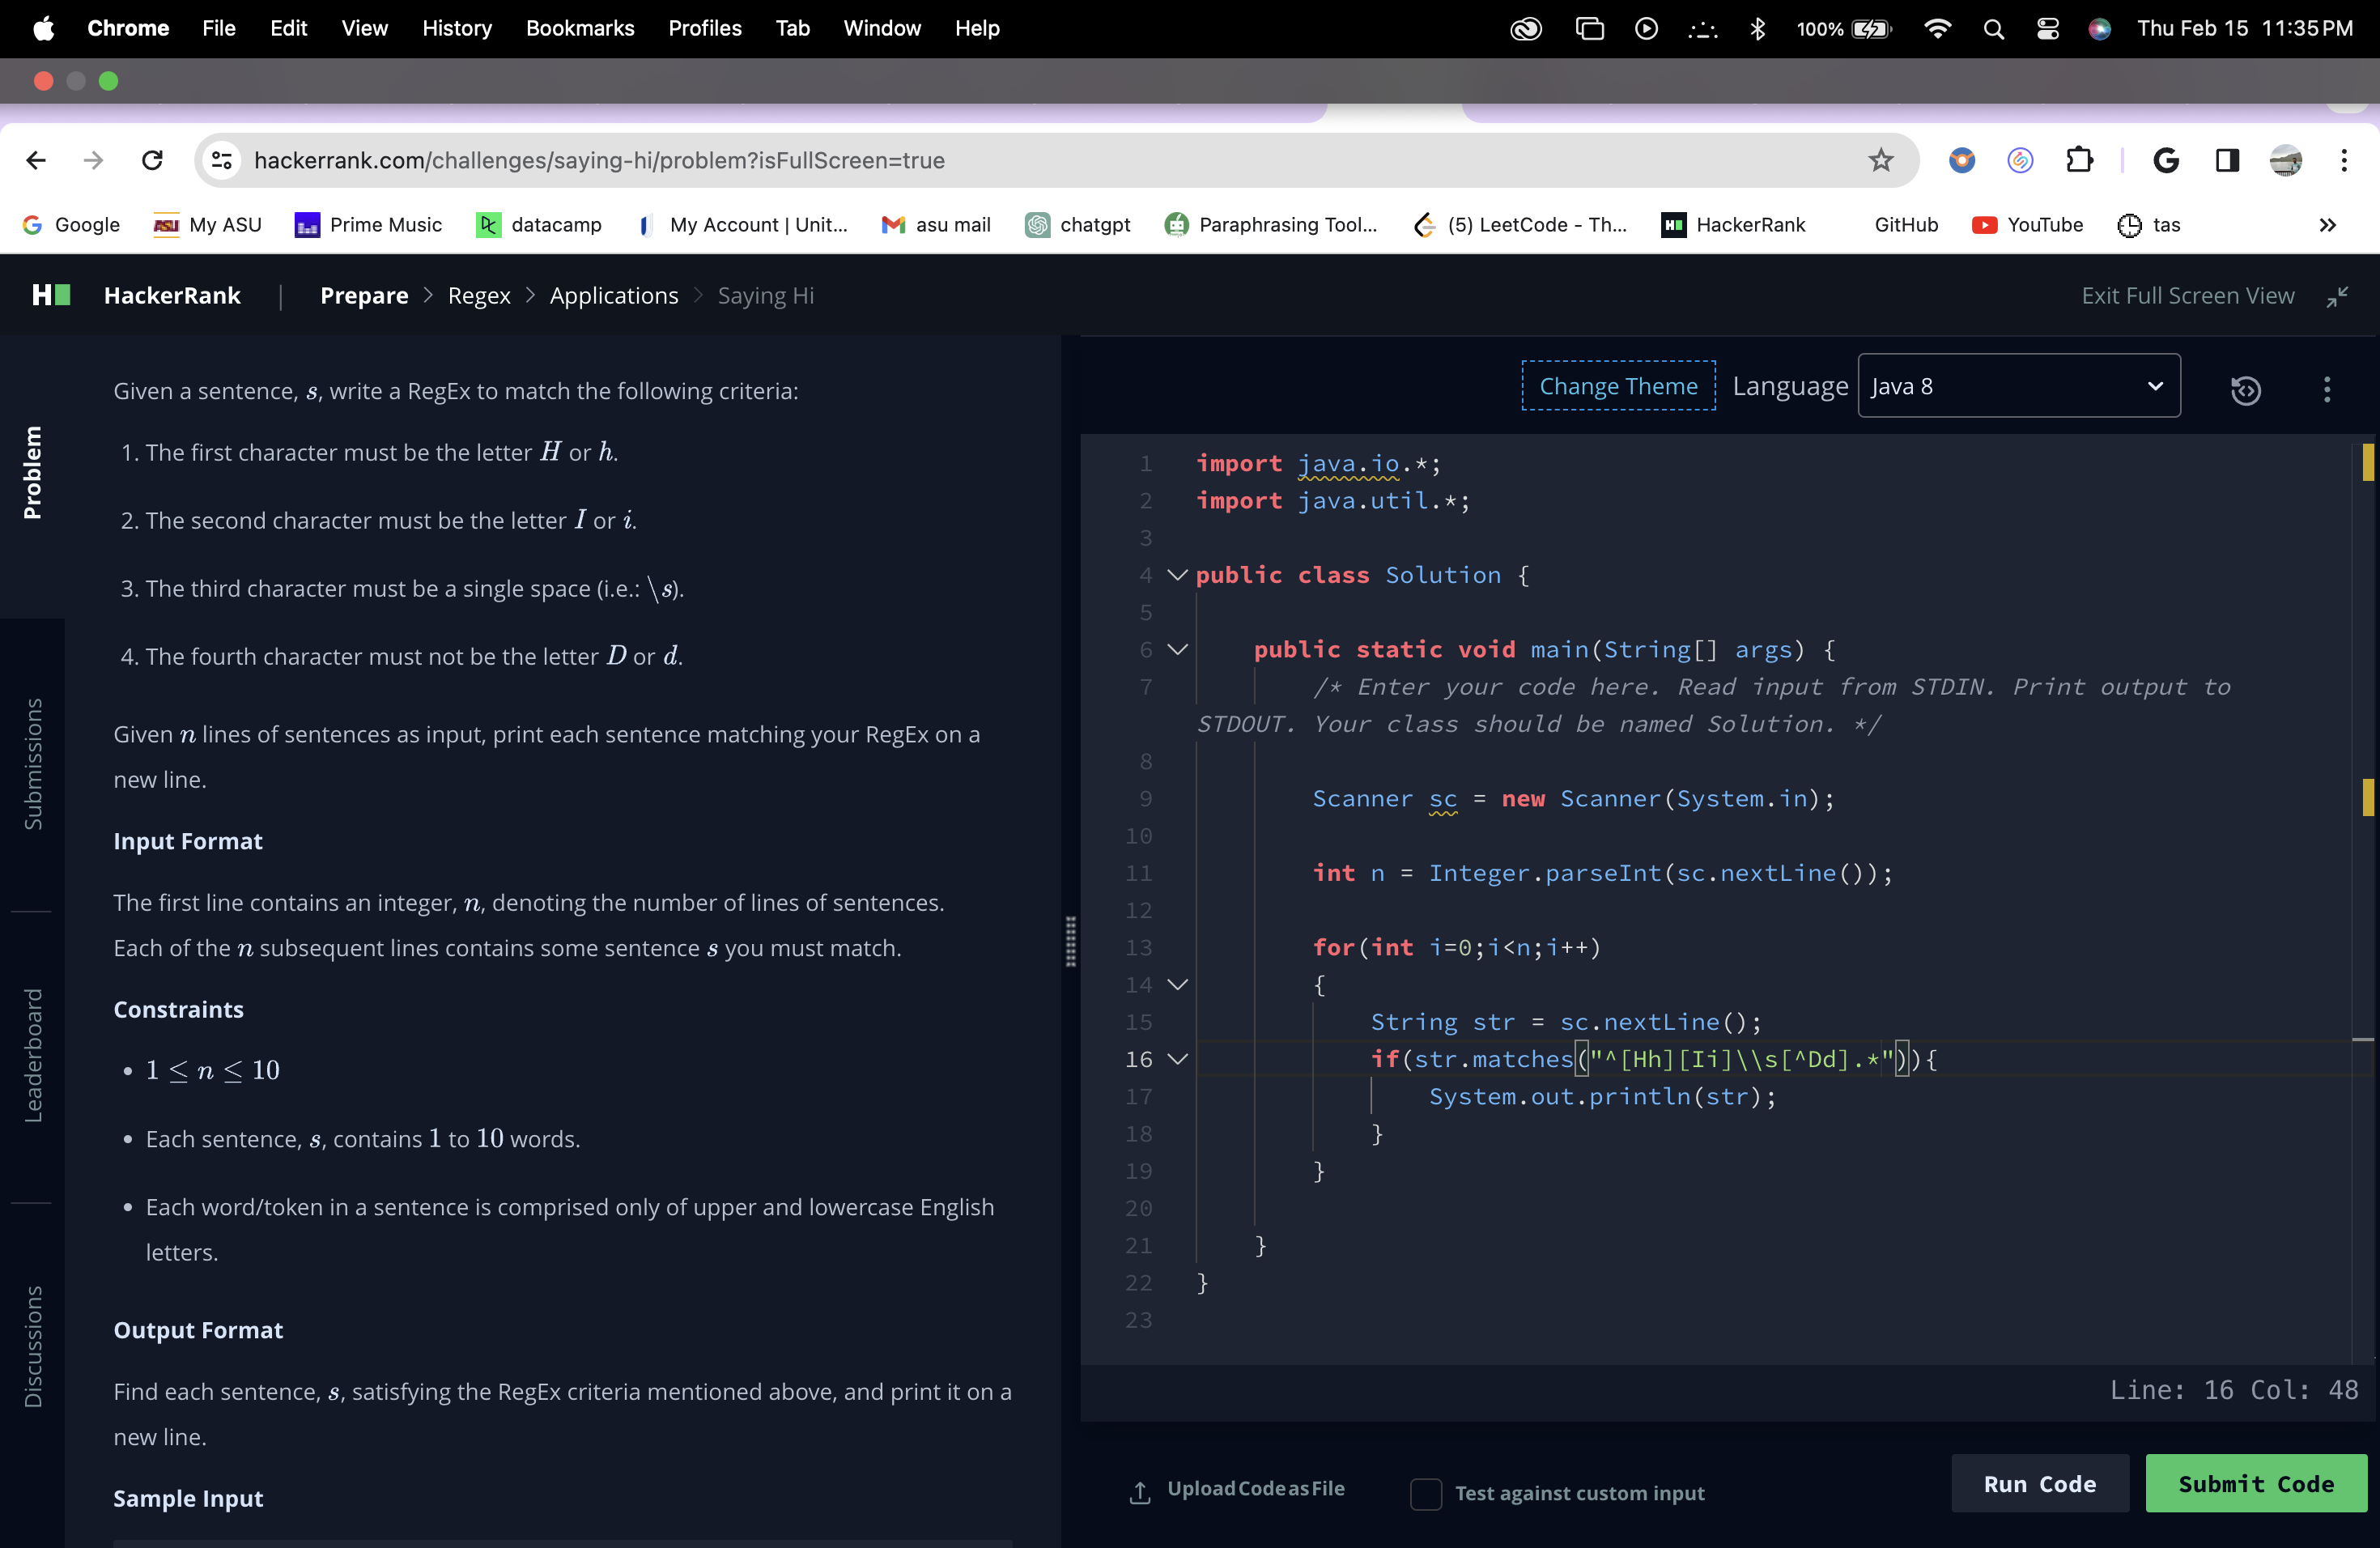 Chrome File Edit View History Bookmarks Profiles Tab Window Help 100% Thu Feb 15 11:35 PM
hackerrank.com/challenges/saying-hi/problem?isFullScreen=true
Google My ASU Prime Music datacamp My Account | Unit... asu mail chatgpt Paraphrasing Tool... (5) LeetCode - Th... HackerRank GitHub YouTube tas »
HackerRank | Prepare > Regex > Applications > Saying Hi Exit Full Screen View
Problem
Submissions
Leaderboard
Discussions
Given a sentence, s, write a RegEx to match the following criteria:
1. The first character must be the letter H or h.
2. The second character must be the letter I or i.
3. The third character must be a single space (i.e.: \s).
4. The fourth character must not be the letter D or d.
Given n lines of sentences as input, print each sentence matching your RegEx on a
new line.
Input Format
The first line contains an integer, n, denoting the number of lines of sentences.
Each of the n subsequent lines contains some sentence s you must match.
Constraints
• 1 ≤ n ≤ 10
• Each sentence, s, contains 1 to 10 words.
• Each word/token in a sentence is comprised only of upper and lowercase English
letters.
Output Format
Find each sentence, s, satisfying the RegEx criteria mentioned above, and print it on a
new line.
Sample Input
Change Theme Language Java 8
1 import java.io.*;
2 import java.util.*;
3
4 public class Solution {
5
6 public static void main(String[] args) {
7 /* Enter your code here. Read input from STDIN. Print output to
STDOUT. Your class should be named Solution. */
8
9 Scanner sc = new Scanner(System.in);
10
11 int n = Integer.parseInt(sc.nextLine());
12
13 for(int i=0;i<n;i++)
14 {
15 String str = sc.nextLine();
16 if(str.matches("^[Hh][Ii]\\s[^Dd].*")){
17 System.out.println(str);
18 }
19 }
20
21 }
22 }
23
Line: 16 Col: 48
Upload Code as File Test against custom input Run Code Submit Code